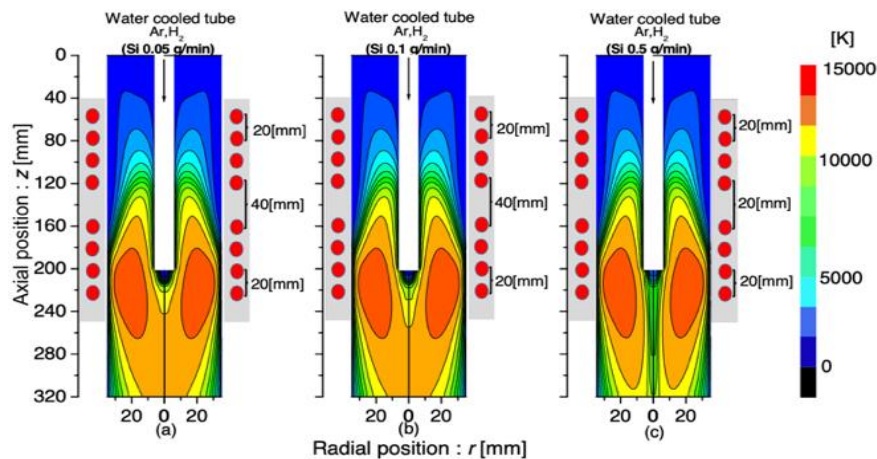 Water cooled tube
Ar,H2
(Si 0.05 g/min)
Water cooled tube
Ar,H2
(Si 0.1 g/min)
Water cooled tube
Ar,H2
(Si 0.5 g/min)
[K]
0
40
80
120
160
200
240
280
320
Axial position : z [mm]
20[mm]
40[mm]
20[mm]
20[mm]
40[mm]
20[mm]
20[mm]
20[mm]
20[mm]
15000
10000
5000
0
20 0 20
20 0 20
20 0 20
(a)
(b)
(c)
Radial position : r [mm]